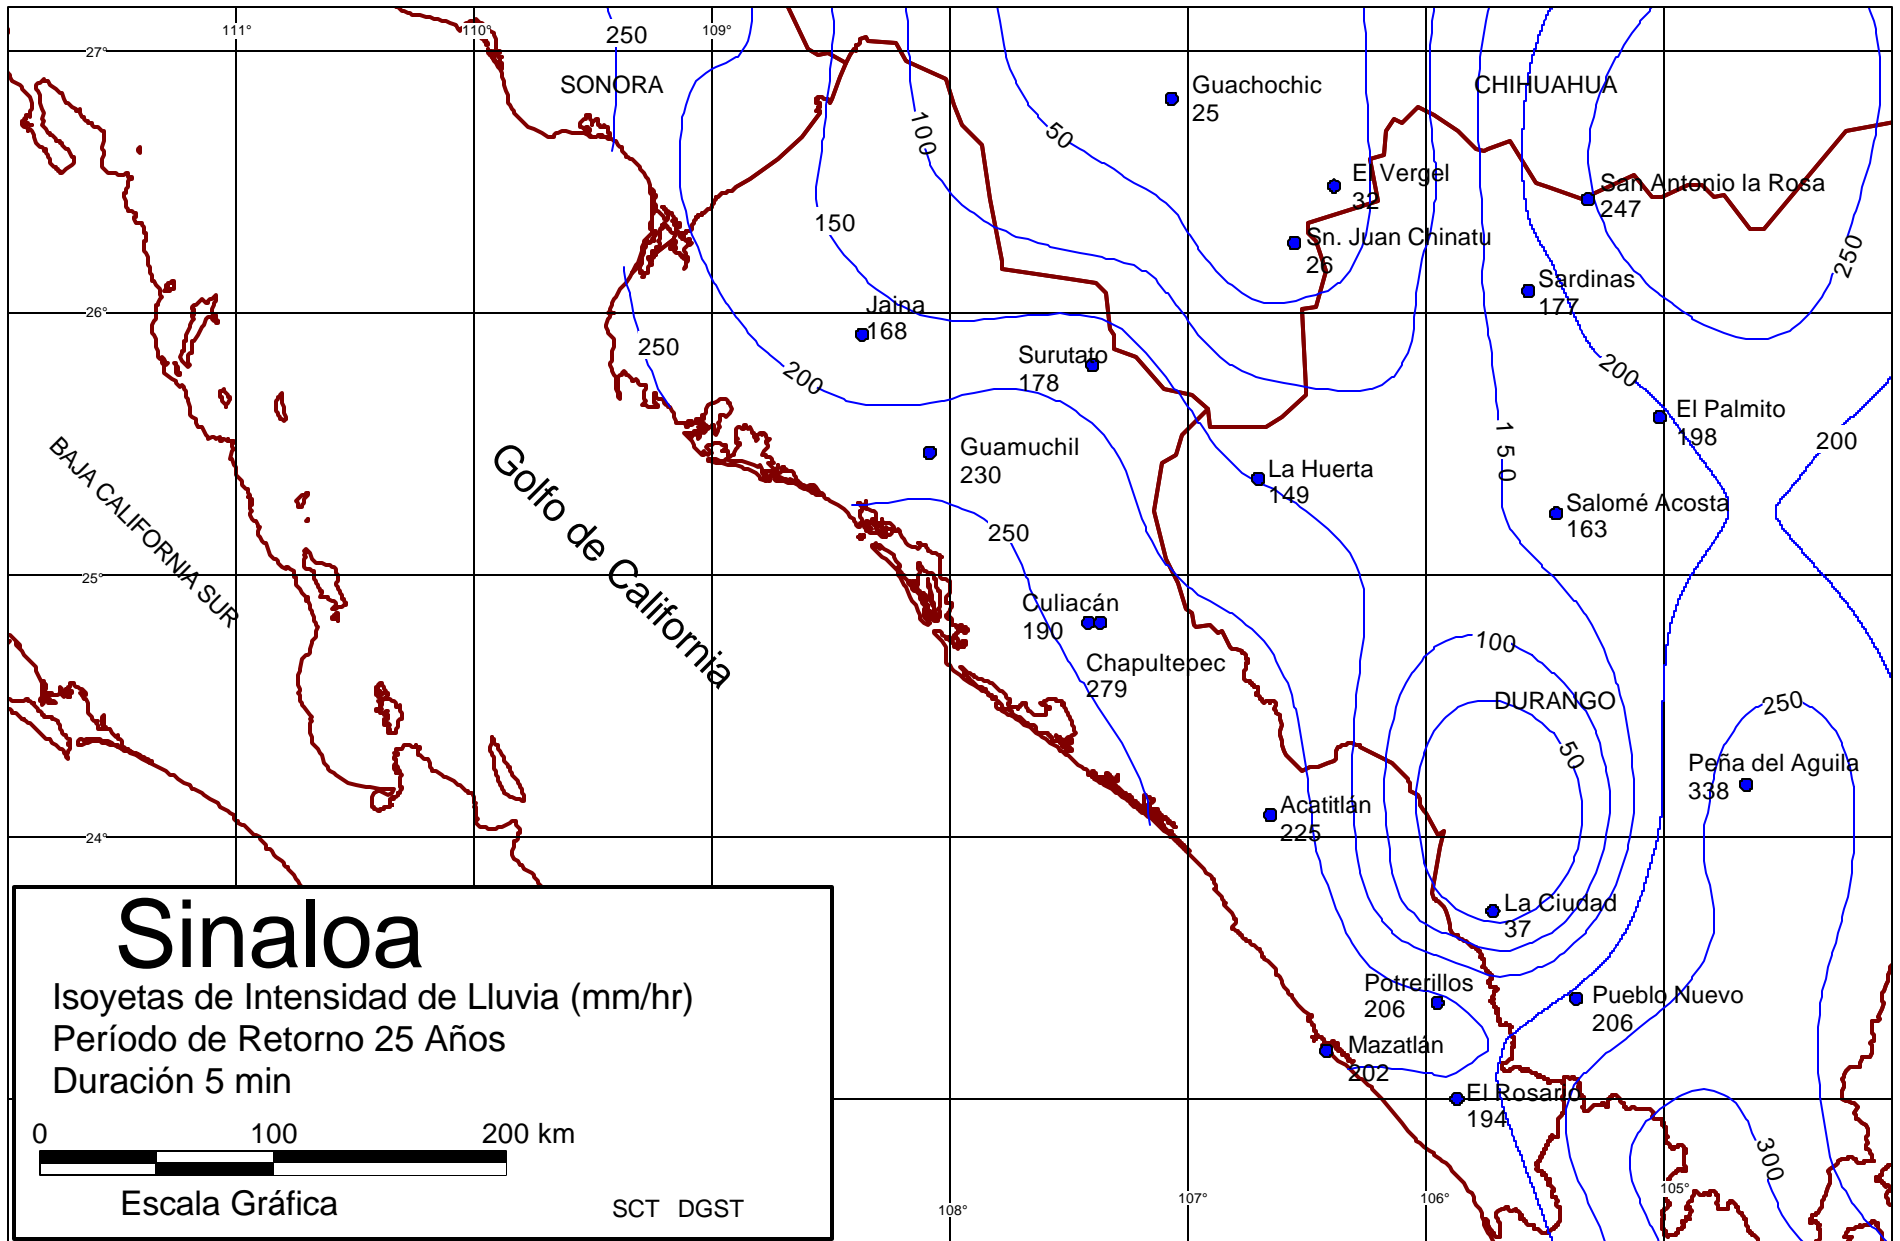 111°
110°
109°
250
27°
SONORA
Guachochic
25
CHIHUAHUA
100
50
El Vergel
32
San Antonio la Rosa
247
150
Sn. Juan Chinatu
26
250
Sardinas
177
26°
Jaina
168
250
Surutato
178
200
200
El Palmito
198
200
BAJA CALIFORNIA SUR
Golfo de California
Guamuchil
230
La Huerta
149
150
Salomé Acosta
163
250
25°
Culiacán
190
Chapultepec
279
100
DURANGO
250
50
Peña del Aguila
338
Acatitlán
225
24°
La Ciudad
37
Potrerillos
206
Pueblo Nuevo
206
Mazatlán
202
El Rosario
194
300
Sinaloa
Isoyetas de Intensidad de Lluvia (mm/hr)
Período de Retorno 25 Años
Duración 5 min
0 100 200 km
Escala Gráfica
SCT DGST
108°
107°
106°
105°